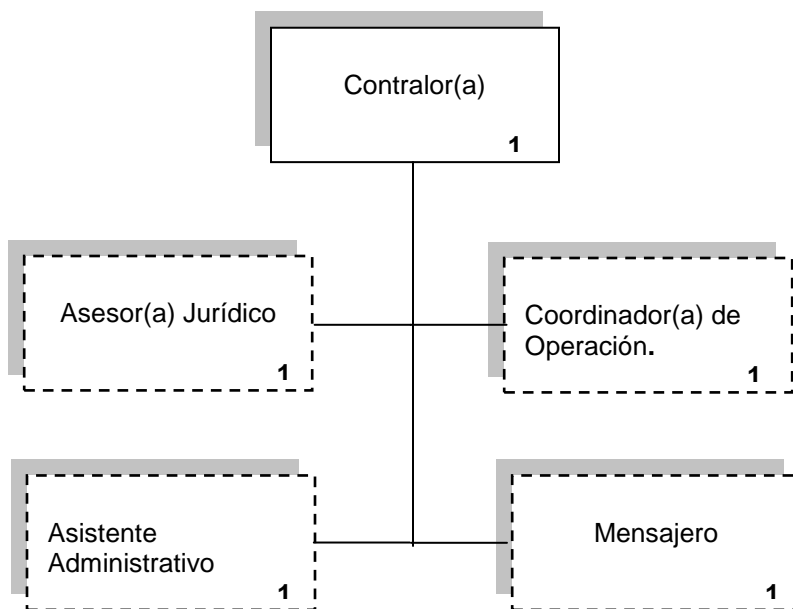 Contralor(a)
1
Asesor(a) Jurídico
1
Coordinador(a) de
Operación.
1
Asistente
Administrativo
1
Mensajero
1